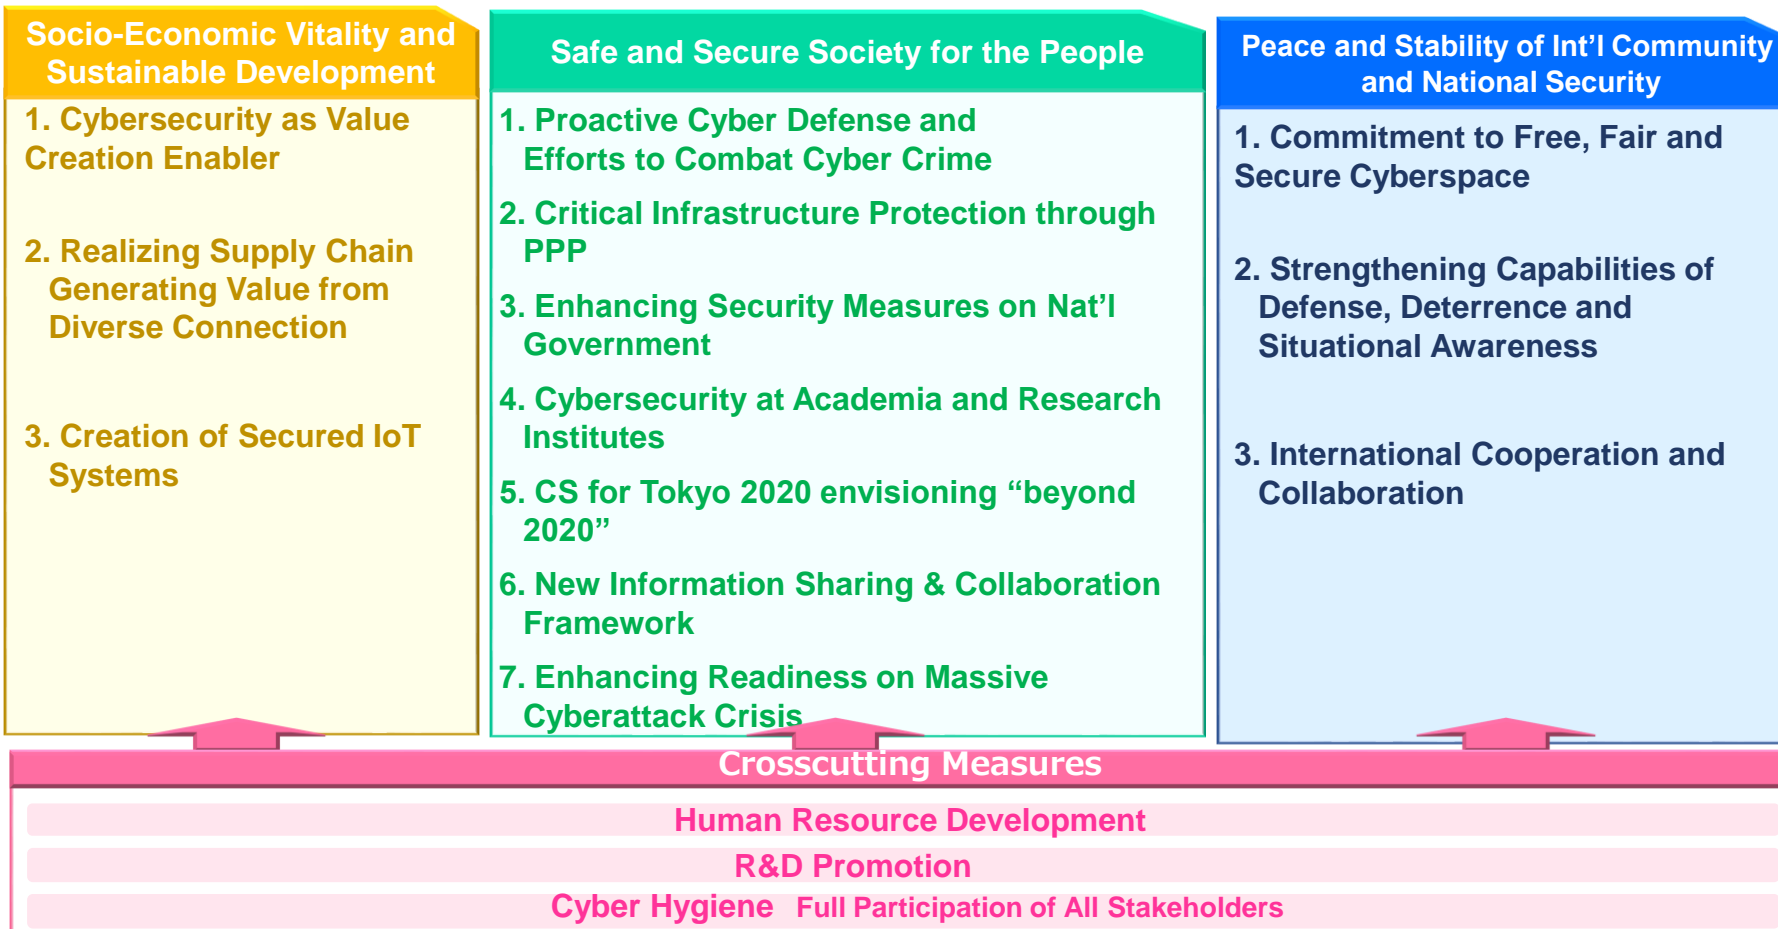 Socio-Economic Vitality and
Sustainable Development
1. Cybersecurity as Value
Creation Enabler
2. Realizing Supply Chain
Generating Value from
Diverse Connection
3. Creation of Secured IoT
Systems
Safe and Secure Society for the People
1. Proactive Cyber Defense and
Efforts to Combat Cyber Crime
2. Critical Infrastructure Protection through
PPP
3. Enhancing Security Measures on Nat’l
Government
4. Cybersecurity at Academia and Research
Institutes
5. CS for Tokyo 2020 envisioning “beyond
2020”
6. New Information Sharing & Collaboration
Framework
7. Enhancing Readiness on Massive
Cyberattack Crisis
Peace and Stability of Int’l Community
and National Security
1. Commitment to Free, Fair and
Secure Cyberspace
2. Strengthening Capabilities of
Defense, Deterrence and
Situational Awareness
3. International Cooperation and
Collaboration
Crosscutting Measures
Human Resource Development
R&D Promotion
Cyber Hygiene Full Participation of All Stakeholders